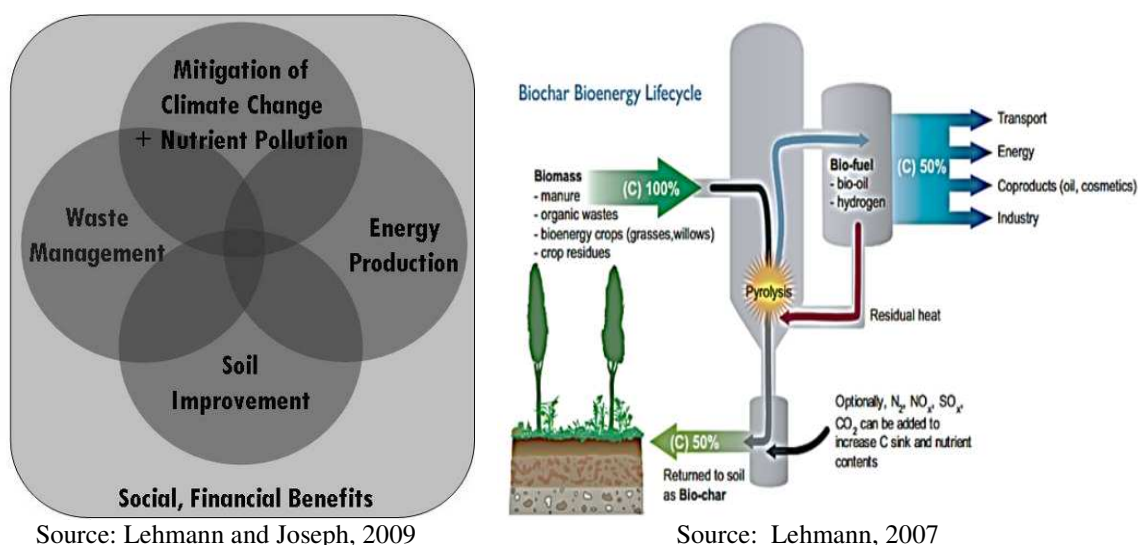 Mitigation of
Climate Change
+ Nutrient Pollution
Waste
Management
Energy
Production
Soil
Improvement
Social, Financial Benefits
Source: Lehmann and Joseph, 2009
Biochar Bioenergy Lifecycle
Biomass
- manure
- organic wastes
- bioenergy crops (grasses,willows)
- crop residues
(C) 100%
Pyrolysis
Bio-fuel
- bio-oil
- hydrogen
(C) 50%
Transport
Energy
Coproducts (oil, cosmetics)
Industry
Residual heat
Optionally, N₂, NOₓ, SOₓ,
CO₂ can be added to
increase C sink and nutrient
contents
(C) 50%
Returned to soil
as Bio-char
Source: Lehmann, 2007